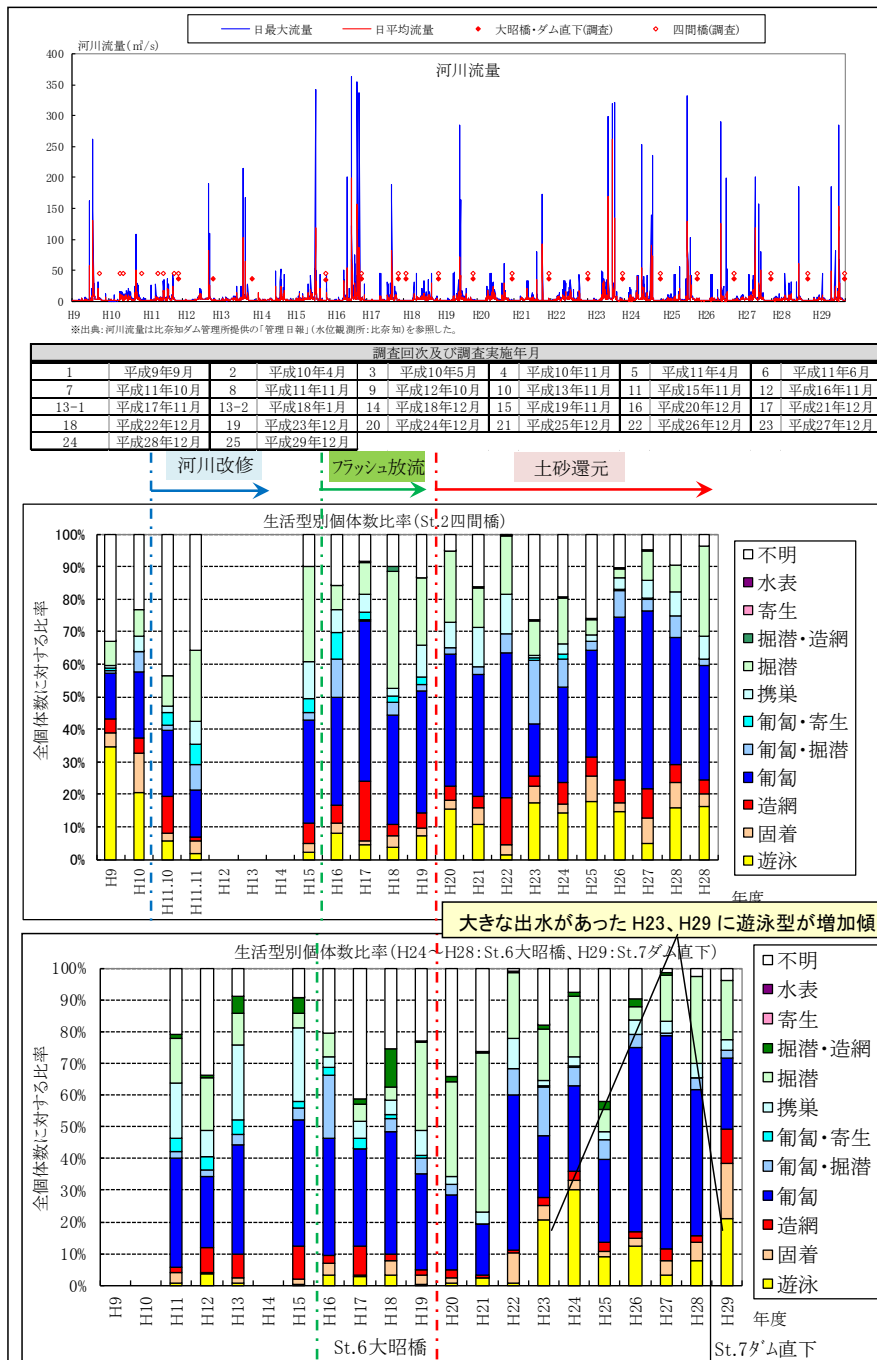 日最大流量 日平均流量 大昭橋・ダム直下(調査) 四間橋(調査)
河川流量(㎥/s)
河川流量
400
350
300
250
200
150
100
50
0
H9 H10 H11 H12 H13 H14 H15 H16 H17 H18 H19 H20 H21 H22 H23 H24 H25 H26 H27 H28 H29
※出典:河川流量は比奈知ダム管理所提供の「管理日報」(水位観測所:比奈知)を参照した。
調査回次及び調査実施年月
1 平成9年9月 2 平成10年4月 3 平成10年5月 4 平成10年11月 5 平成11年4月 6 平成11年6月
7 平成11年10月 8 平成11年11月 9 平成12年10月 10 平成13年11月 11 平成15年11月 12 平成16年11月
13-1 平成17年11月 13-2 平成18年1月 14 平成18年12月 15 平成19年11月 16 平成20年12月 17 平成21年12月
18 平成22年12月 19 平成23年12月 20 平成24年12月 21 平成25年12月 22 平成26年12月 23 平成27年12月
24 平成28年12月 25 平成29年12月
河川改修
フラッシュ放流
土砂還元
生活型別個体数比率(St.2四間橋)
全個体数に対する比率
100%
90%
80%
70%
60%
50%
40%
30%
20%
10%
0%
H9 H10 H11.10 H11.11 H12 H13 H14 H15 H16 H17 H18 H19 H20 H21 H22 H23 H24 H25 H26 H27 H28 H28
年度
不明
水表
寄生
掘潜・造網
掘潜
携巣
匍匐・寄生
匍匐・掘潜
匍匐
造網
固着
遊泳
大きな出水があった H23、H29 に遊泳型が増加傾
生活型別個体数比率(H24～H28:St.6大昭橋、H29:St.7ダム直下)
全個体数に対する比率
100%
90%
80%
70%
60%
50%
40%
30%
20%
10%
0%
H9 H10 H11 H12 H13 H14 H15 H16 H17 H18 H19 H20 H21 H22 H23 H24 H25 H26 H27 H28 H29
年度
不明
水表
寄生
掘潜・造網
掘潜
携巣
匍匐・寄生
匍匐・掘潜
匍匐
造網
固着
遊泳
St.6大昭橋
St.7ダム直下